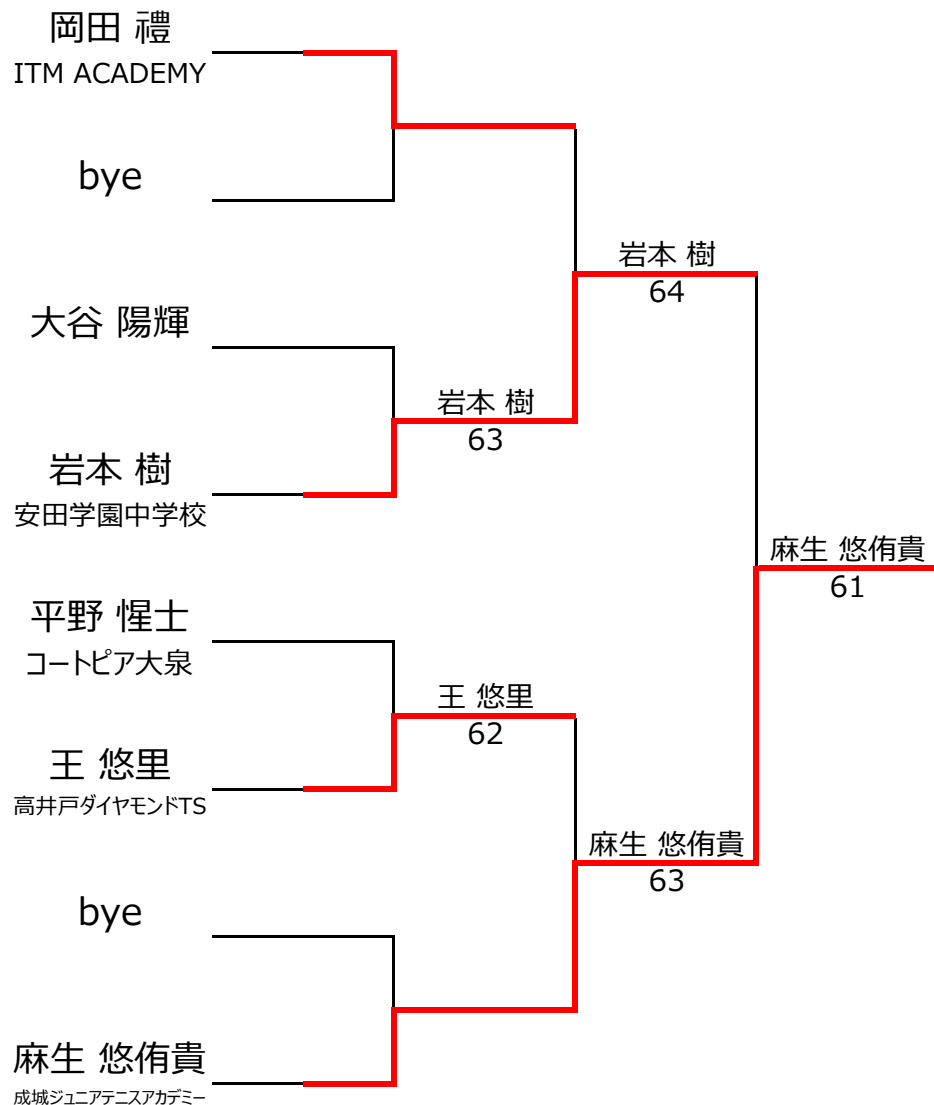 岡田 禮
ITM ACADEMY
bye
大谷 陽輝
岩本 樹
安田学園中学校
平野 惺士
コートピア大泉
王 悠里
高井戸ダイヤモンドTS
bye
麻生 悠侑貴
成城ジュニアテニスアカデミー
岩本 樹
63
王 悠里
62
岩本 樹
64
麻生 悠侑貴
63
麻生 悠侑貴
61